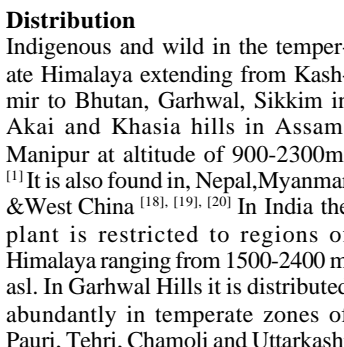 Distribution
Indigenous and wild in the temper-
ate Himalaya extending from Kash-
mir to Bhutan, Garhwal, Sikkim in
Akai and Khasia hills in Assam
Manipur at altitude of 900-2300m
[1] It is also found in, Nepal,Myanmar
&West China [18], [19], [20] In India the
plant is restricted to regions of
Himalaya ranging from 1500-2400 m
asl. In Garhwal Hills it is distributed
abundantly in temperate zones of
Pauri, Tehri, Chamoli and Uttarkashi